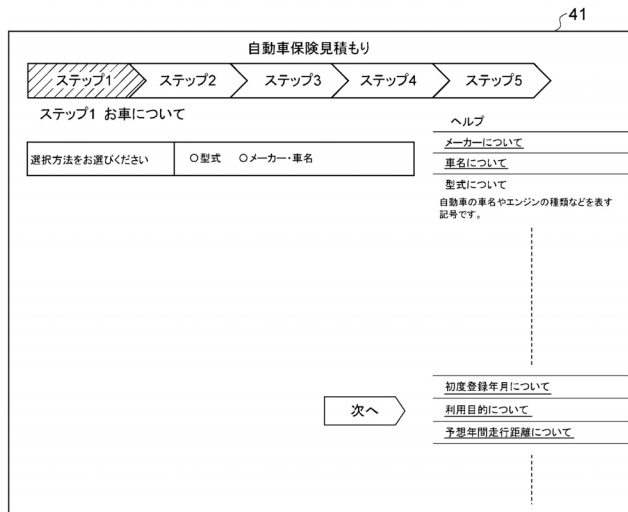 41
自動車保険見積もり
ステップ1 ステップ2 ステップ3 ステップ4 ステップ5
ステップ1 お車について
選択方法をお選びください ○型式 ○メーカー・車名
次へ
ヘルプ
メーカーについて
車名について
型式について
自動車の車名やエンジンの種類などを表す
記号です。
初度登録年月について
利用目的について
予想年間走行距離について